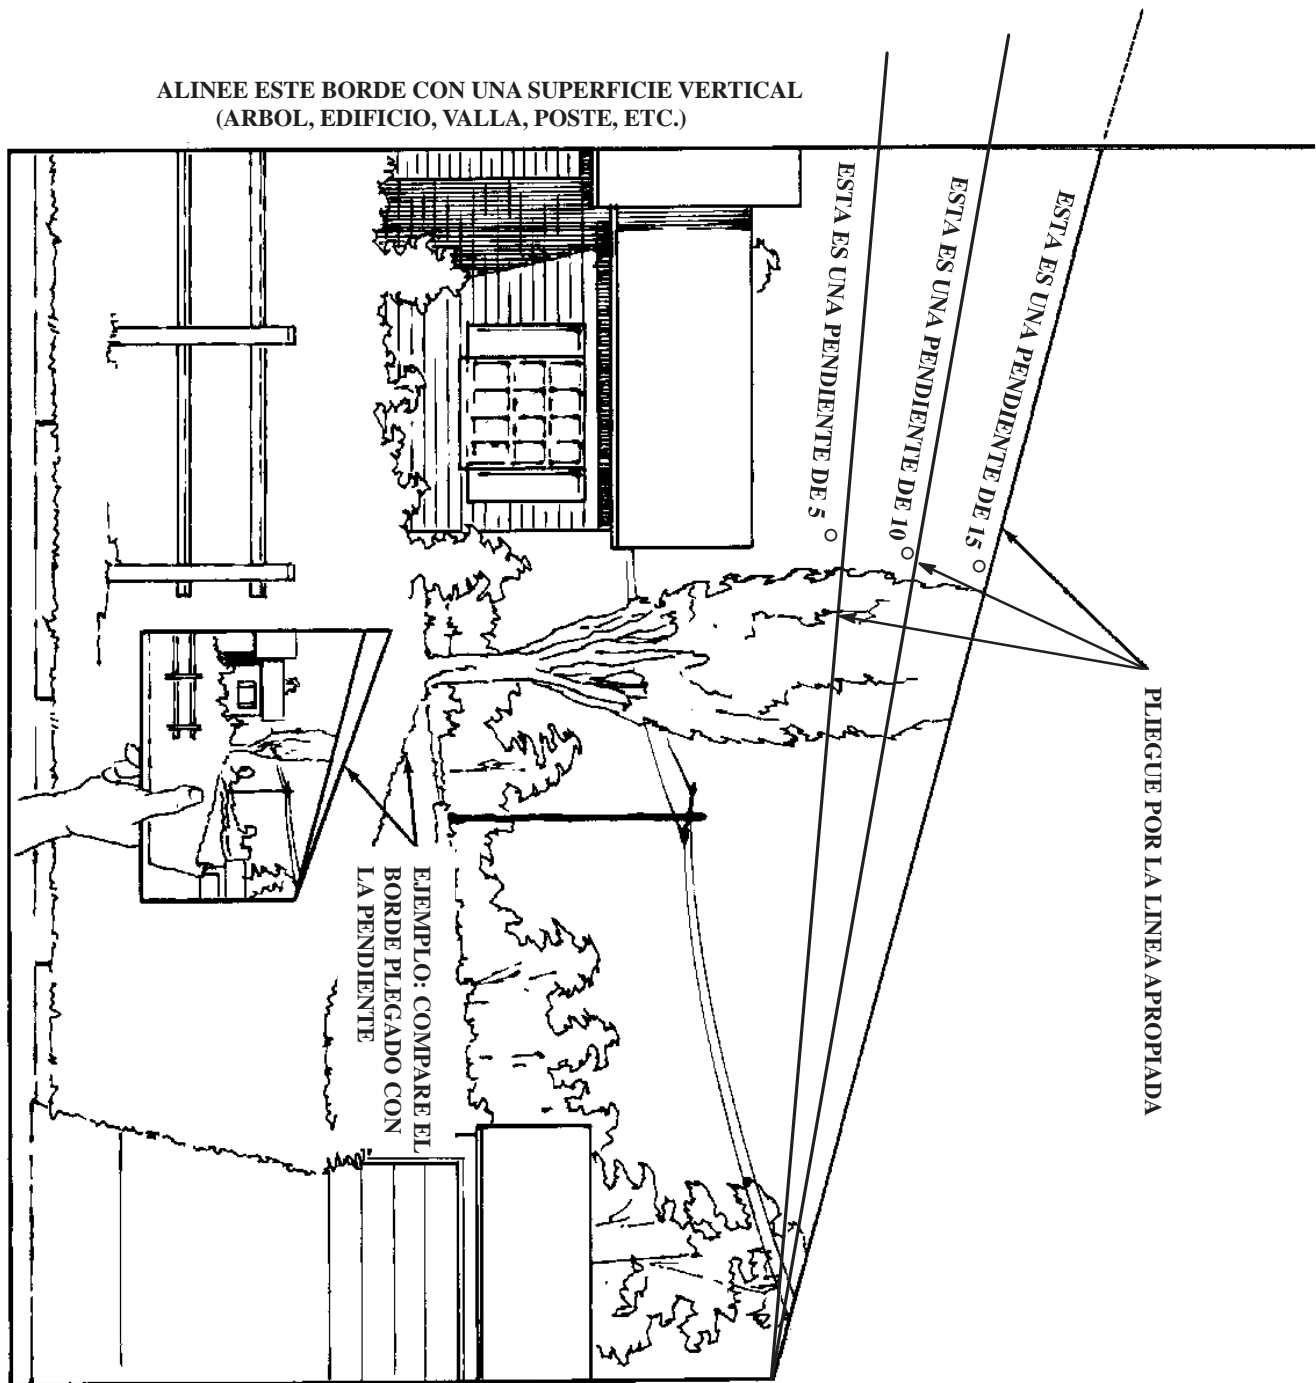 ALINEE ESTE BORDE CON UNA SUPERFICIE VERTICAL
(ARBOL, EDIFICIO, VALLA, POSTE, ETC.)
ESTA ES UNA PENDIENTE DE 5 °
ESTA ES UNA PENDIENTE DE 10 °
ESTA ES UNA PENDIENTE DE 15 °
PLIEGUE POR LA LINEA APROPIADA
EJEMPLO: COMPARE EL
BORDE PLEGADO CON
LA PENDIENTE